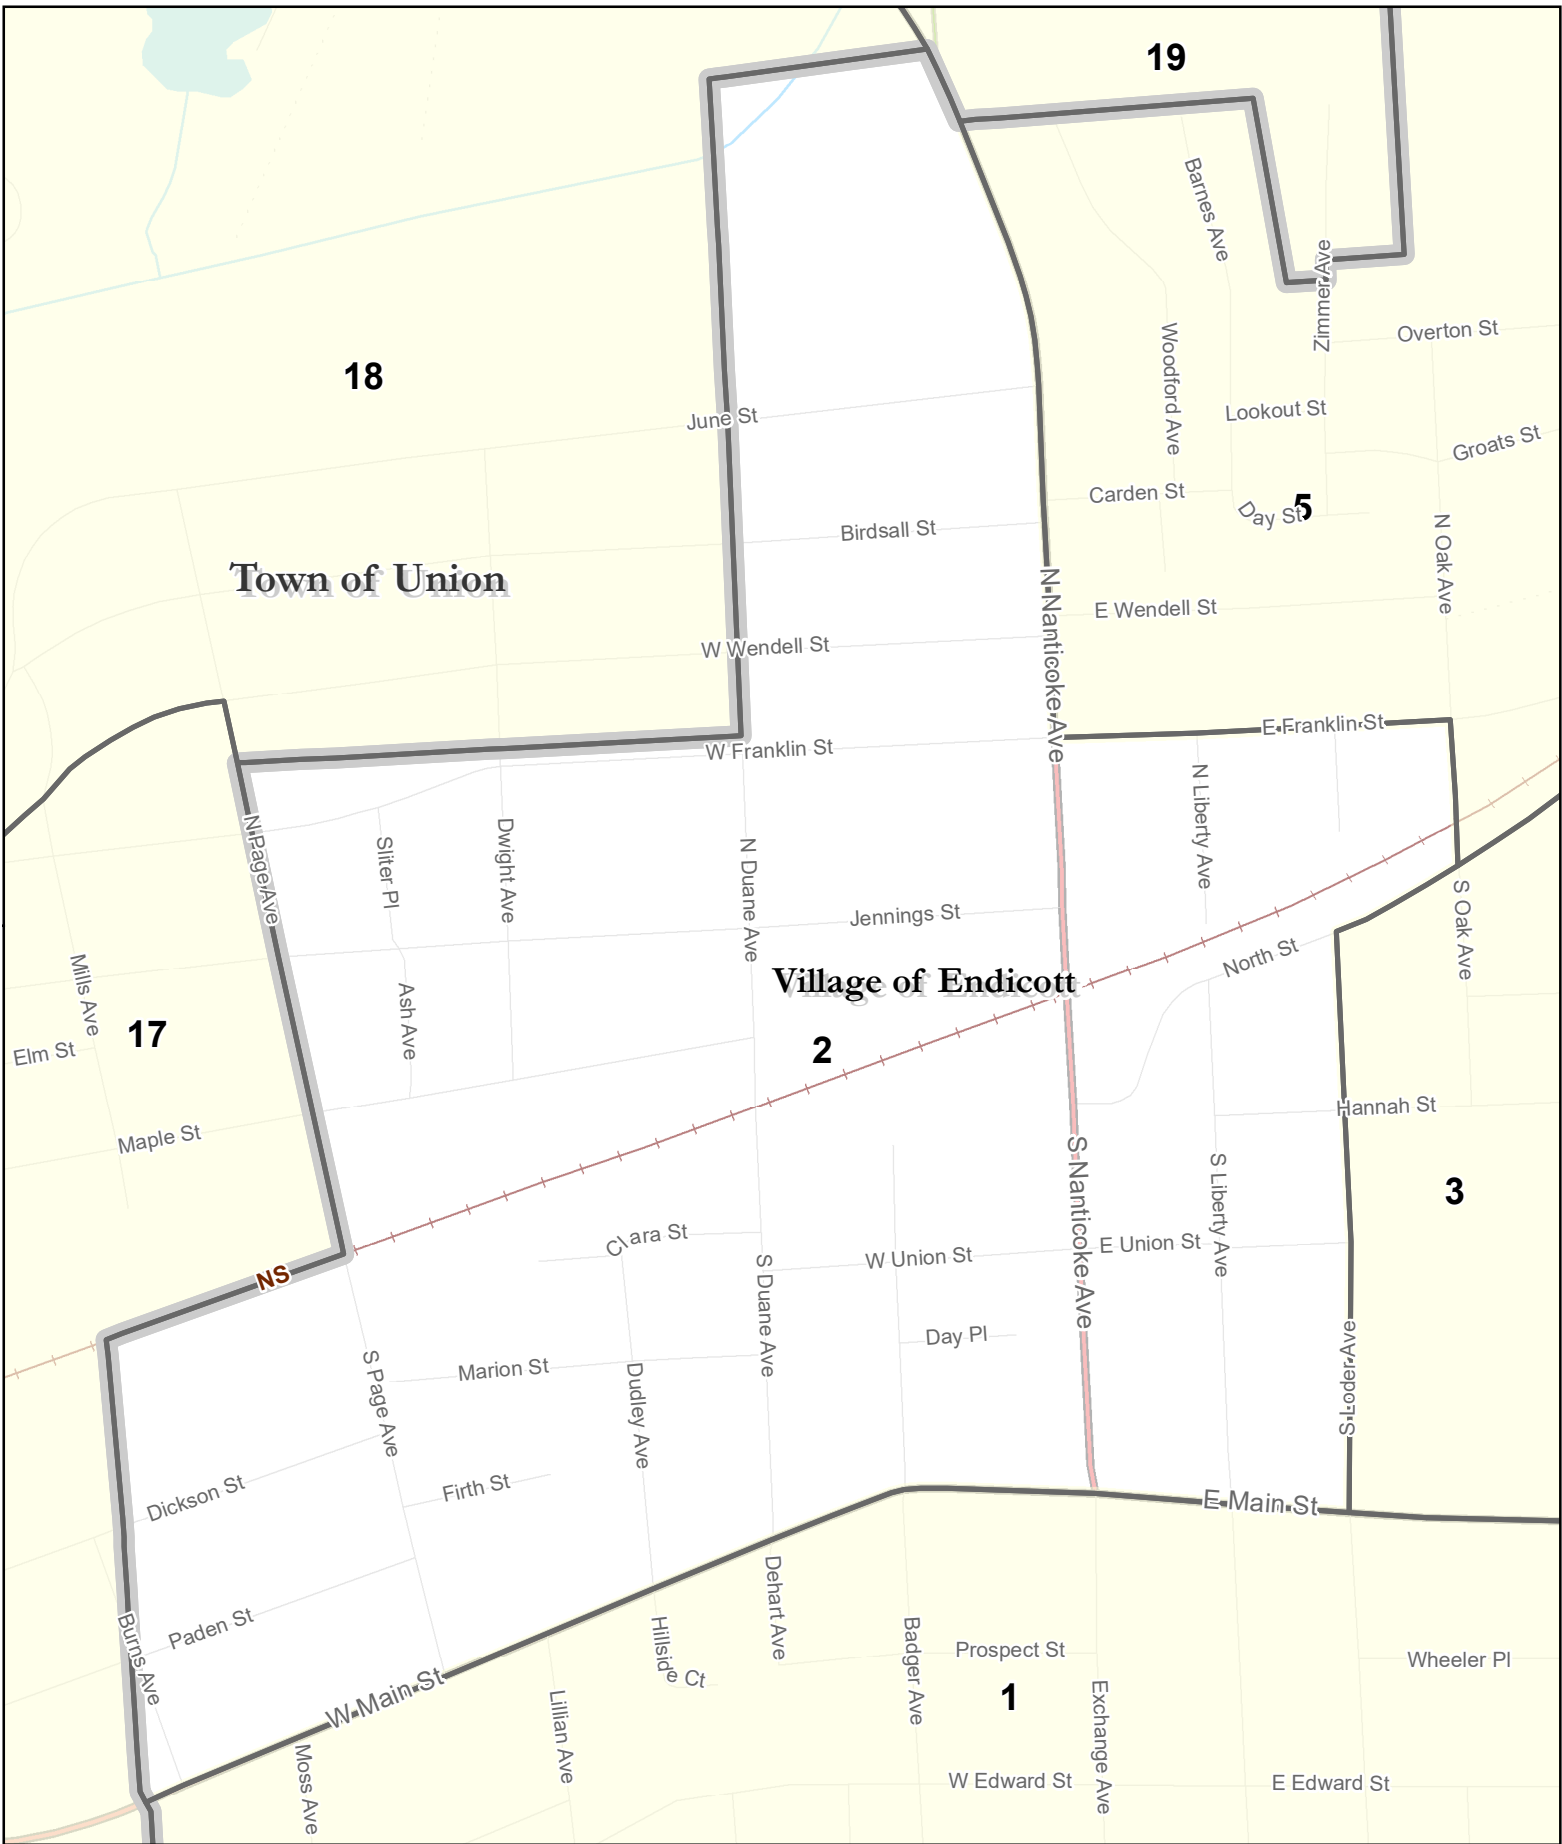 19
Barnes Ave
Zimmer Ave
Overton St
18
Woodford Ave
June St
Lookout St
Groats St
Carden St
5
Day St
Birdsall St
N Oak Ave
Town of Union
N Nanticoke Ave
E Wendell St
W Wendell St
E Franklin St
W Franklin St
N Liberty Ave
N Page Ave
Sliter Pl
Dwight Ave
N Duane Ave
Jennings St
S Oak Ave
North St
Mills Ave
Village of Endicott
Ash Ave
17
2
Elm St
Hannah St
Maple St
S Nanticoke Ave
S Liberty Ave
3
Clara St
E Union St
W Union St
NS
S Duane Ave
Day Pl
S Loder Ave
S Page Ave
Marion St
Dudley Ave
Firth St
Dickson St
E Main St
Dehart Ave
Burns Ave
Paden St
Hillside Ct
Badger Ave
Prospect St
Wheeler Pl
W Main St
1
Lillian Ave
Exchange Ave
Moss Ave
W Edward St
E Edward St